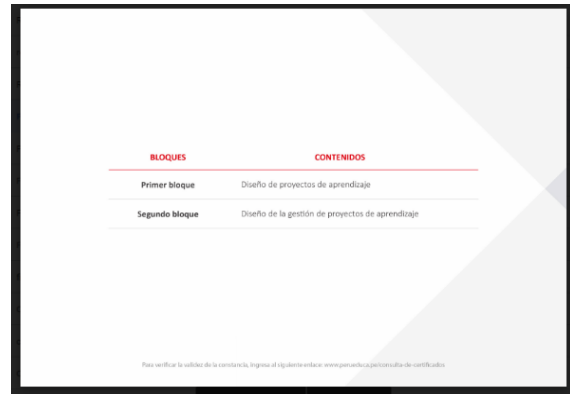 BLOQUES CONTENIDOS
Primer bloque Diseño de proyectos de aprendizaje
Segundo bloque Diseño de la gestión de proyectos de aprendizaje
Para verificar la validez de la constancia, ingresa al siguiente enlace: www.perueduca.pe/consulta-de-certificados